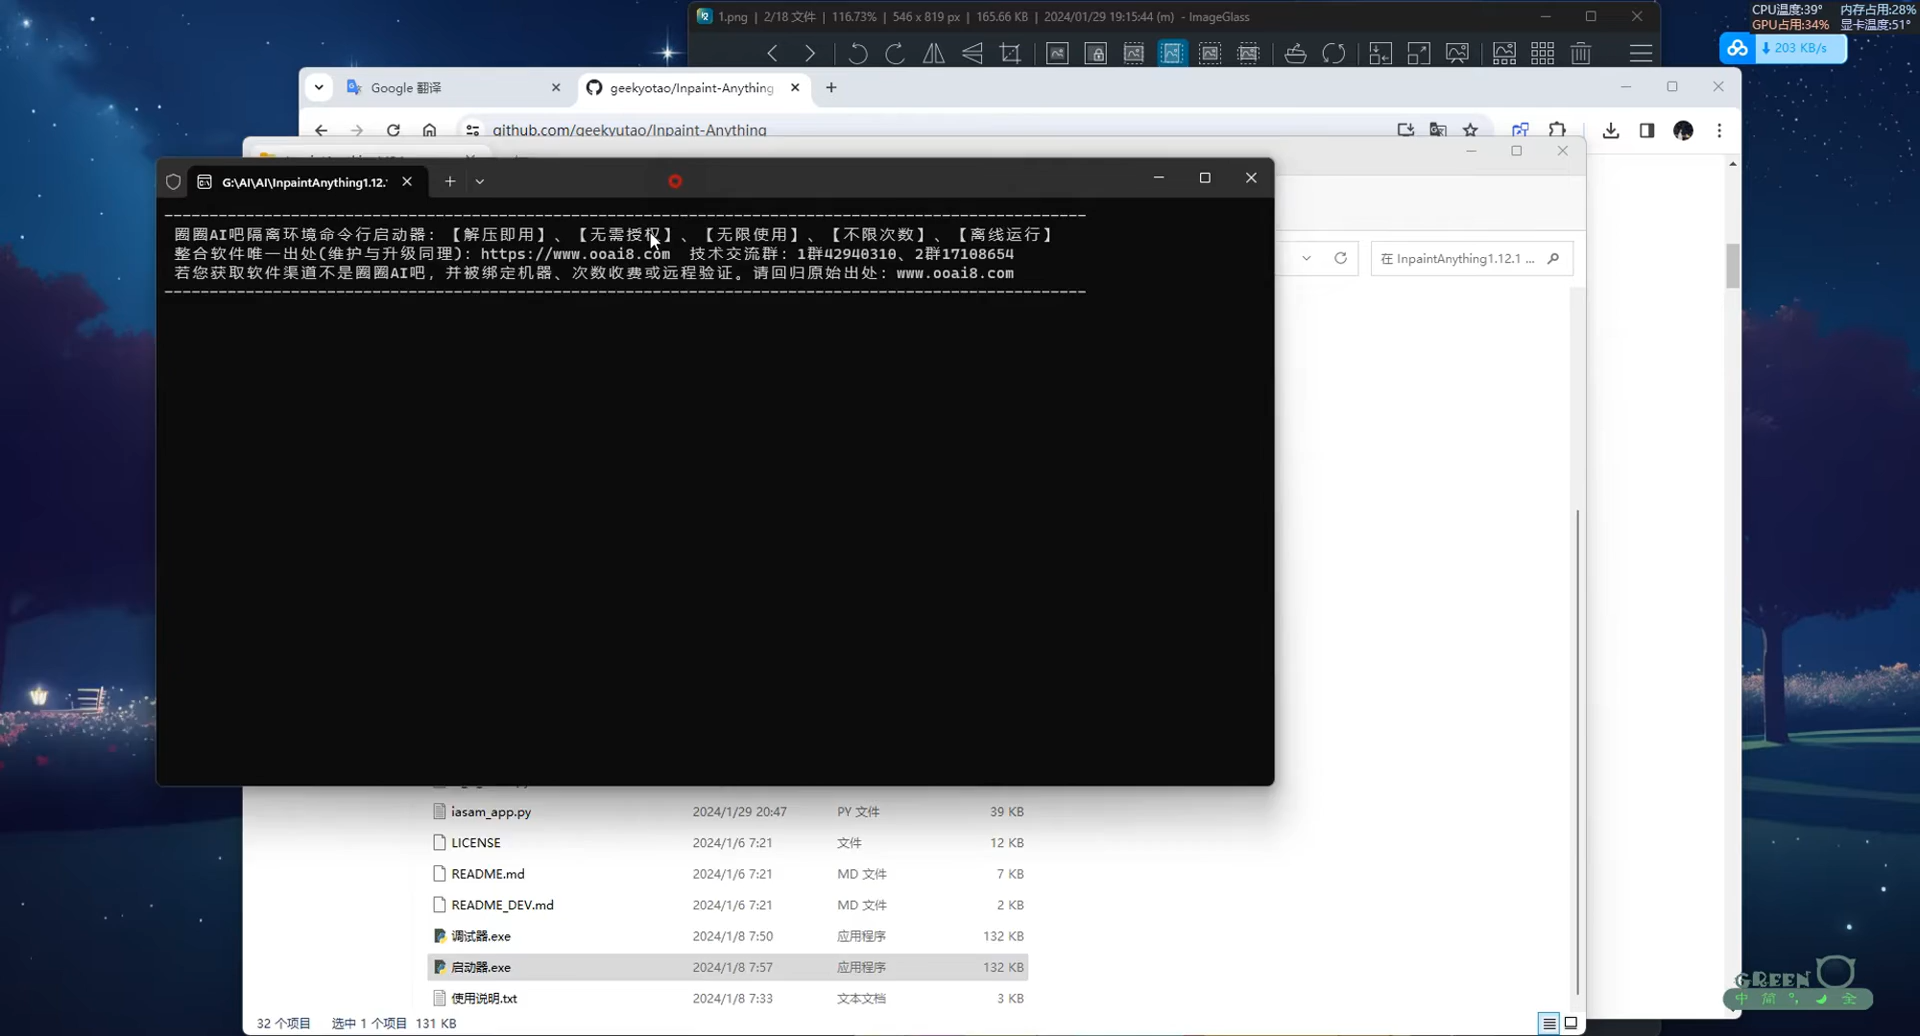 1.png | 2/18 文件 | 116.73% | 546 x 819 px | 165.66 KB | 2024/01/29 19:15:44 (m) - ImageGlass
CPU温度:39° 内存占用:28%
GPU占用:34% 显卡温度:51°
203 KB/s
Google 翻译
geekyotao/Inpaint-Anything
github.com/geekyutao/Inpaint-Anything
G:\AI\AI\InpaintAnything1.12.
圈圈AI吧隔离环境命令行启动器：【解压即用】、【无需授权】、【无限使用】、【不限次数】、【离线运行】
整合软件唯一出处(维护与升级同理)：https://www.ooai8.com 技术交流群：1群42940310、2群17108654
若您获取软件渠道不是圈圈AI吧，并被绑定机器、次数收费或远程验证。请回归原始出处：www.ooai8.com
在 InpaintAnything1.12.1 ...
iasam_app.py 2024/1/29 20:47 PY 文件 39 KB
LICENSE 2024/1/6 7:21 文件 12 KB
README.md 2024/1/6 7:21 MD 文件 7 KB
README_DEV.md 2024/1/6 7:21 MD 文件 2 KB
调试器.exe 2024/1/8 7:50 应用程序 132 KB
启动器.exe 2024/1/8 7:57 应用程序 132 KB
使用说明.txt 2024/1/8 7:33 文本文档 3 KB
32 个项目 选中 1 个项目 131 KB
GREEN
中 简 °, 全